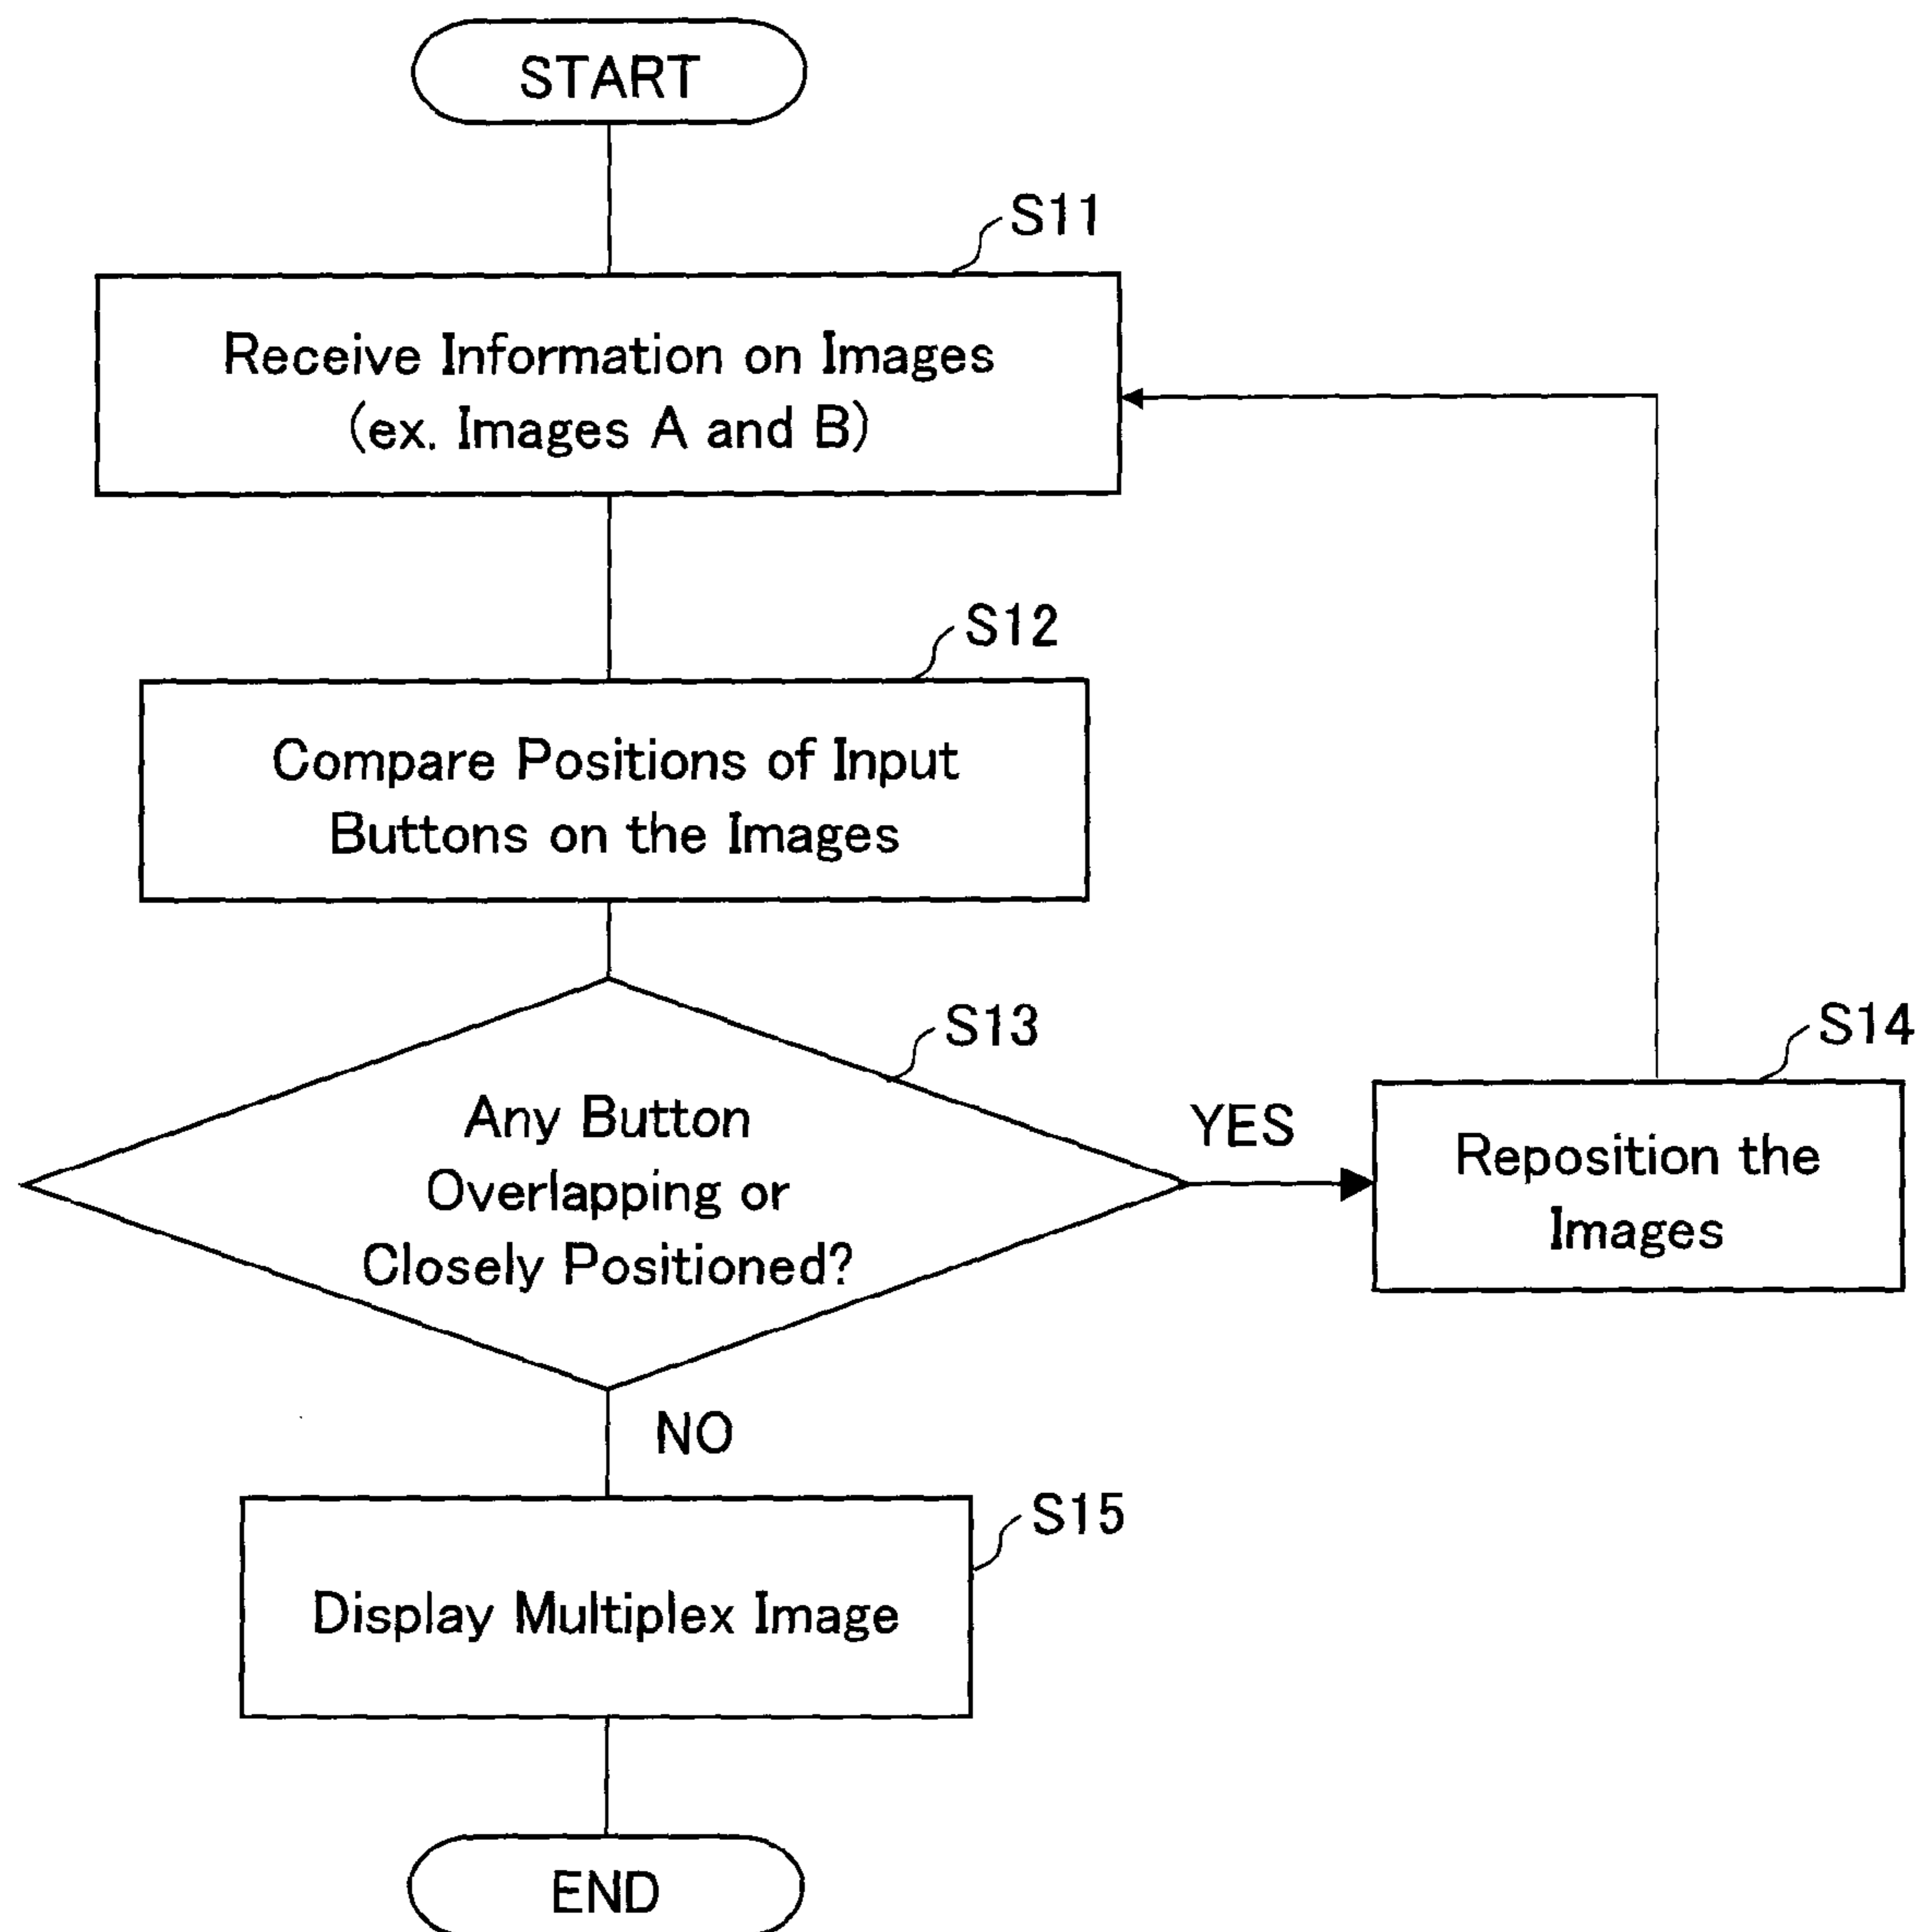 START
S11
Receive Information on Images
(ex. Images A and B)
S12
Compare Positions of Input
Buttons on the Images
S13
Any Button
Overlapping or
Closely Positioned?
YES
S14
Reposition the
Images
NO
S15
Display Multiplex Image
END